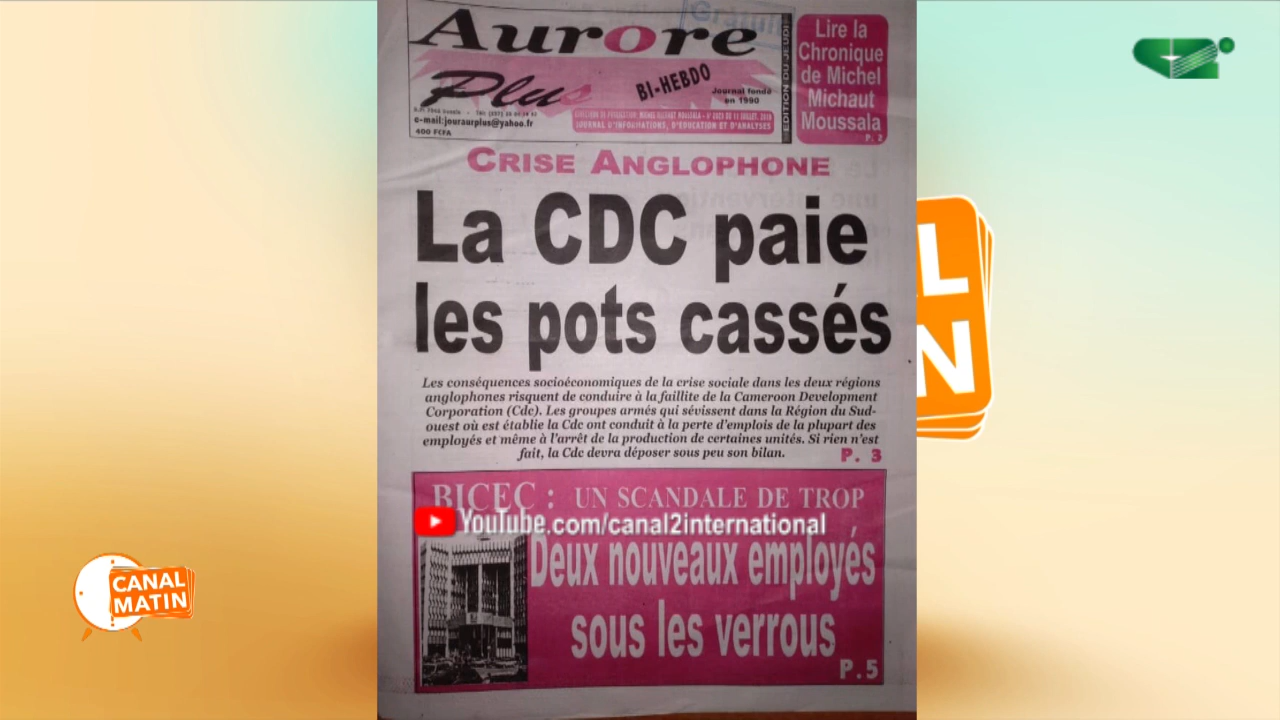 Aurore
Plus
BI-HEBDO
Journal fondé
en 1990
e-mail:jouraurplus@yahoo.fr
400 FCFA
JOURNAL D'INFORMATIONS, D'EDUCATION ET D'ANALYSES
EDITION DU JEUDI
Lire la
Chronique
de Michel
Michaut
Moussala
P. 2
CRISE ANGLOPHONE
La CDC paie
les pots cassés
Les conséquences socioéconomiques de la crise sociale dans les deux régions
anglophones risquent de conduire à la faillite de la Cameroon Development
Corporation (Cdc). Les groupes armés qui sévissent dans la Région du Sud-
ouest où est établie la Cdc ont conduit à la perte d'emplois de la plupart des
employés et même à l'arrêt de la production de certaines unités. Si rien n'est
fait, la Cdc devra déposer sous peu son bilan.
P. 3
BICEC : UN SCANDALE DE TROP
YouTube.com/canal2international
Deux nouveaux employés
sous les verrous
P.5
CANAL
MATIN